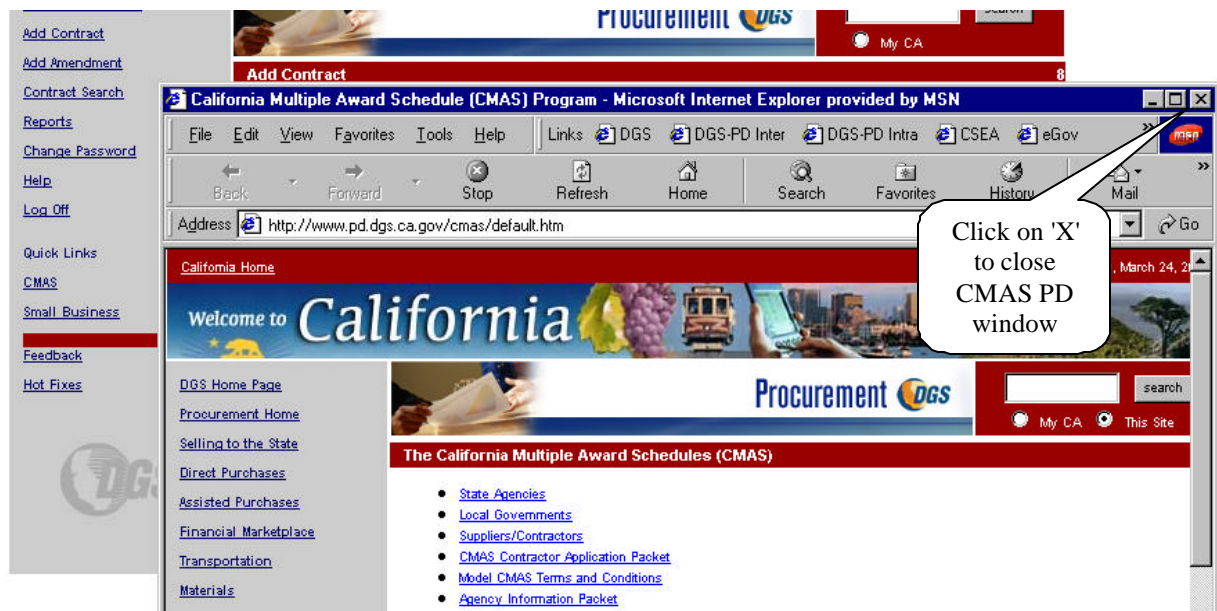 Add Contract
Add Amendment
Contract Search
Reports
Change Password
Help
Log Off
Quick Links
CMAS
Small Business
Feedback
Hot Fixes
DGS
Procurement DGS
search
My CA
Add Contract 8
California Multiple Award Schedule (CMAS) Program - Microsoft Internet Explorer provided by MSN
File Edit View Favorites Tools Help Links DGS DGS-PD Inter DGS-PD Intra CSEA eGov » msn
Back Forward Stop Refresh Home Search Favorites History Mail »
Address http://www.pd.dgs.ca.gov/cmas/default.htm Go
Click on 'X'
to close
CMAS PD
window
California Home , March 24, 2
Welcome to California
DGS Home Page
Procurement Home
Selling to the State
Direct Purchases
Assisted Purchases
Financial Marketplace
Transportation
Materials
Procurement DGS
search
My CA This Site
The California Multiple Award Schedules (CMAS)
• State Agencies
• Local Governments
• Suppliers/Contractors
• CMAS Contractor Application Packet
• Model CMAS Terms and Conditions
• Agency Information Packet